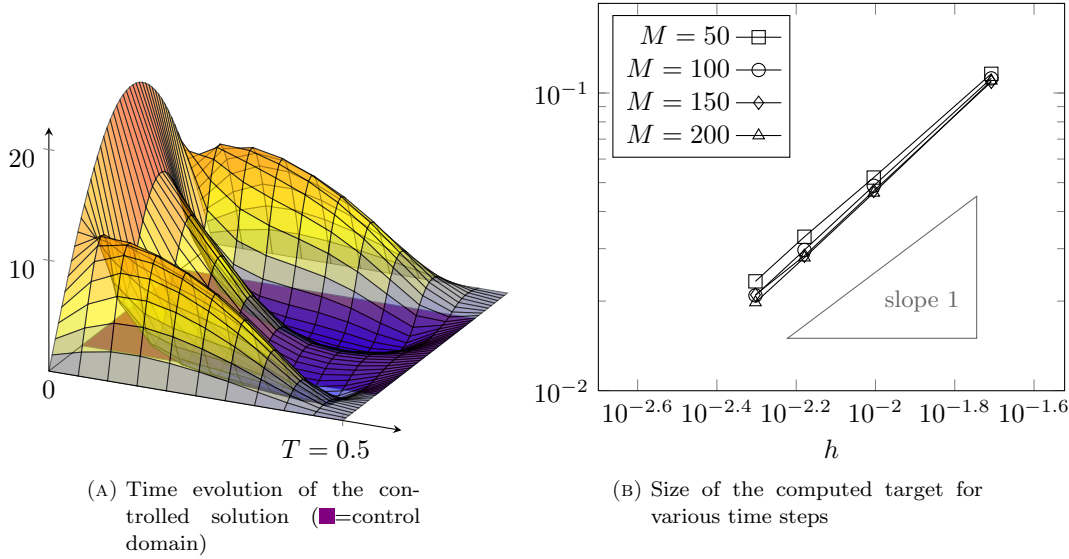 20
10
0
T = 0.5
(A) Time evolution of the con-
trolled solution (■=control
domain)
M = 50
M = 100
M = 150
M = 200
10^{-1}
10^{-2}
slope 1
10^{-2.6} 10^{-2.4} 10^{-2.2} 10^{-2} 10^{-1.8} 10^{-1.6}
h
(B) Size of the computed target for
various time steps